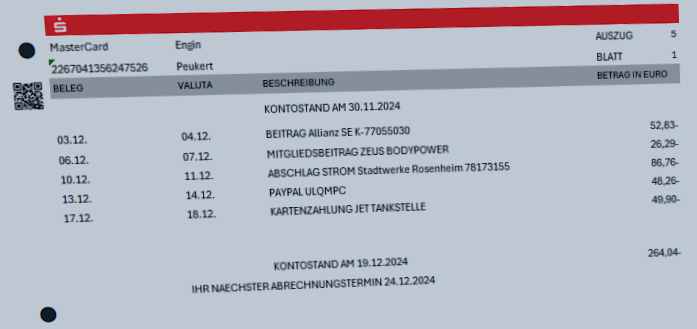 MasterCard Engin AUSZUG 5
2267041356247526 Peukert BLATT 1
BELEG VALUTA BESCHREIBUNG BETRAG IN EURO
KONTOSTAND AM 30.11.2024
03.12. 04.12. BEITRAG Allianz SE K-77055030 52,83-
06.12. 07.12. MITGLIEDSBEITRAG ZEUS BODYPOWER 26,29-
10.12. 11.12. ABSCHLAG STROM Stadtwerke Rosenheim 78173155 86,76-
13.12. 14.12. PAYPAL ULQMPC 48,26-
17.12. 18.12. KARTENZAHLUNG JET TANKSTELLE 49,90-
KONTOSTAND AM 19.12.2024 264,04-
IHR NAECHSTER ABRECHNUNGSTERMIN 24.12.2024